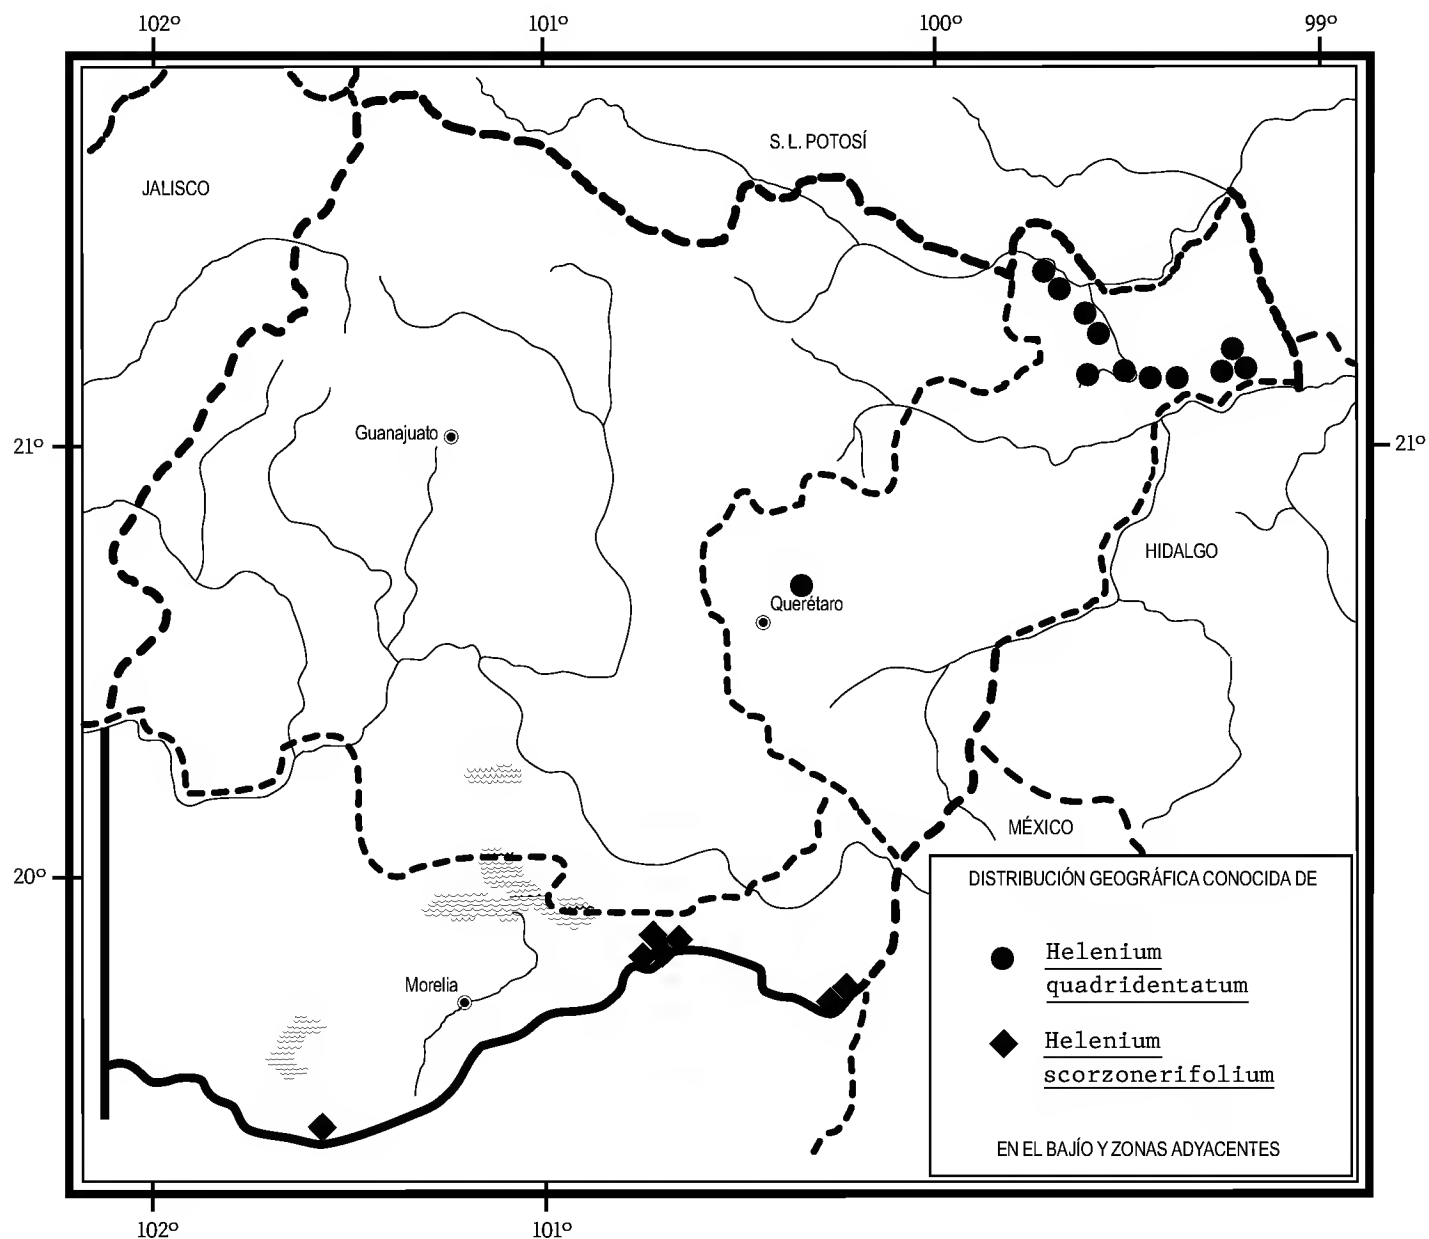 102º 101º 100º 99º
S. L. POTOSÍ
JALISCO
Guanajuato
21º 21º
HIDALGO
Querétaro
MÉXICO
20º
DISTRIBUCIÓN GEOGRÁFICA CONOCIDA DE
Helenium
quadridentatum
Morelia
Helenium
scorzonerifolium
EN EL BAJÍO Y ZONAS ADYACENTES
102º 101º